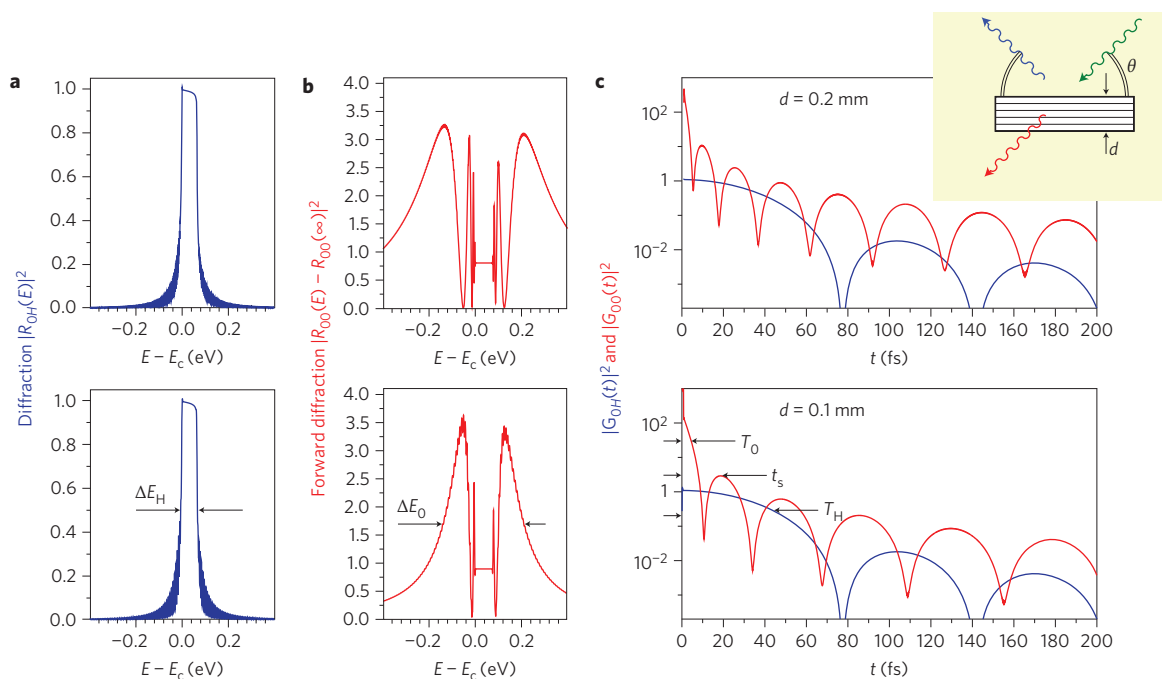 a
Diffraction |R0H(E)|²
1.0
0.8
0.6
0.4
0.2
0.0
−0.2
0.0
0.2
E − Ec (eV)
1.0
0.8
0.6
0.4
0.2
0.0
ΔEH
−0.2
0.0
0.2
E − Ec (eV)
b
Forward diffraction |R00(E) − R00(∞)|²
4.0
3.5
3.0
2.5
2.0
1.5
1.0
0.5
0.0
−0.2
0.0
0.2
E − Ec (eV)
4.0
3.5
3.0
2.5
2.0
1.5
1.0
0.5
0.0
ΔE0
−0.2
0.0
0.2
E − Ec (eV)
c
|G0H(t)|² and |G00(t)|²
d = 0.2 mm
10²
1
10⁻²
0 20 40 60 80 100 120 140 160 180 200
t (fs)
θ
d
d = 0.1 mm
10²
1
10⁻²
T0
ts
TH
0 20 40 60 80 100 120 140 160 180 200
t (fs)